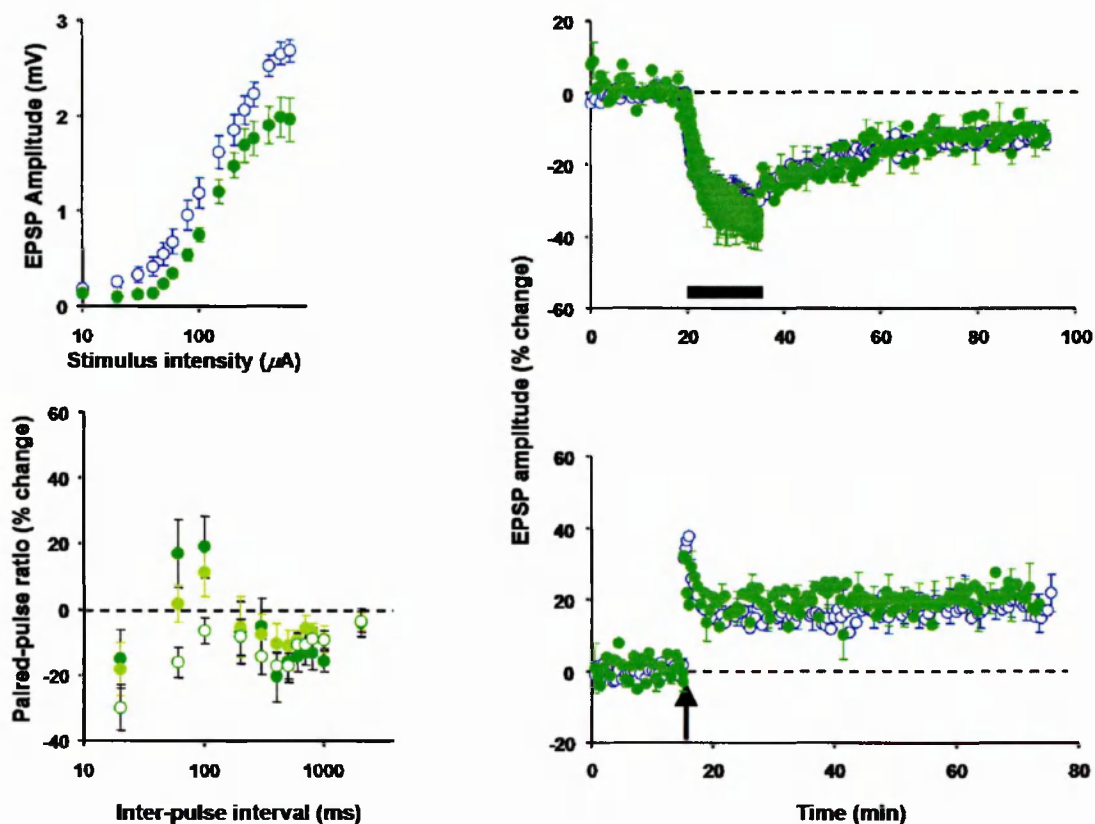 3
2
1
0
EPSP Amplitude (mV)
10 100
Stimulus intensity (μA)
20
0
-20
-40
-60
0 20 40 60 80 100
60
40
20
0
-20
-40
Paired-pulse ratio (% change)
10 100 1000
Inter-pulse interval (ms)
EPSP amplitude (% change)
60
40
20
0
-20
0 20 40 60 80
Time (min)